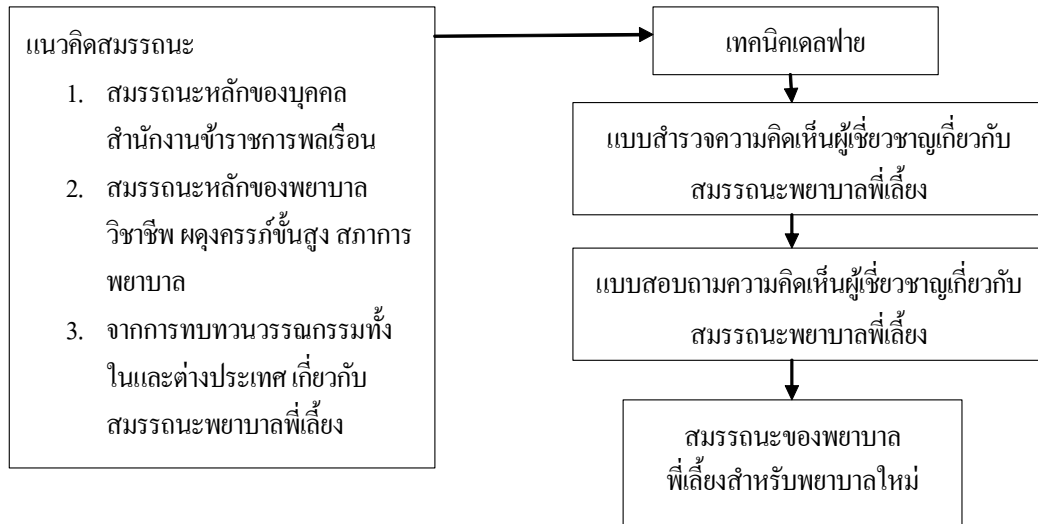 แนวคิดสมรรถนะ
1. สมรรถนะหลักของบุคคล
สำนักงานข้าราชการพลเรือน
2. สมรรถนะหลักของพยาบาล
วิชาชีพ ผดุงครรภ์ขั้นสูง สภาการ
พยาบาล
3. จากการทบทวนวรรณกรรมทั้ง
ในและต่างประเทศ เกี่ยวกับ
สมรรถนะพยาบาลพี่เลี้ยง
เทคนิคเดลฟาย
แบบสำรวจความคิดเห็นผู้เชี่ยวชาญเกี่ยวกับ
สมรรถนะพยาบาลพี่เลี้ยง
แบบสอบถามความคิดเห็นผู้เชี่ยวชาญเกี่ยวกับ
สมรรถนะพยาบาลพี่เลี้ยง
สมรรถนะของพยาบาล
พี่เลี้ยงสำหรับพยาบาลใหม่